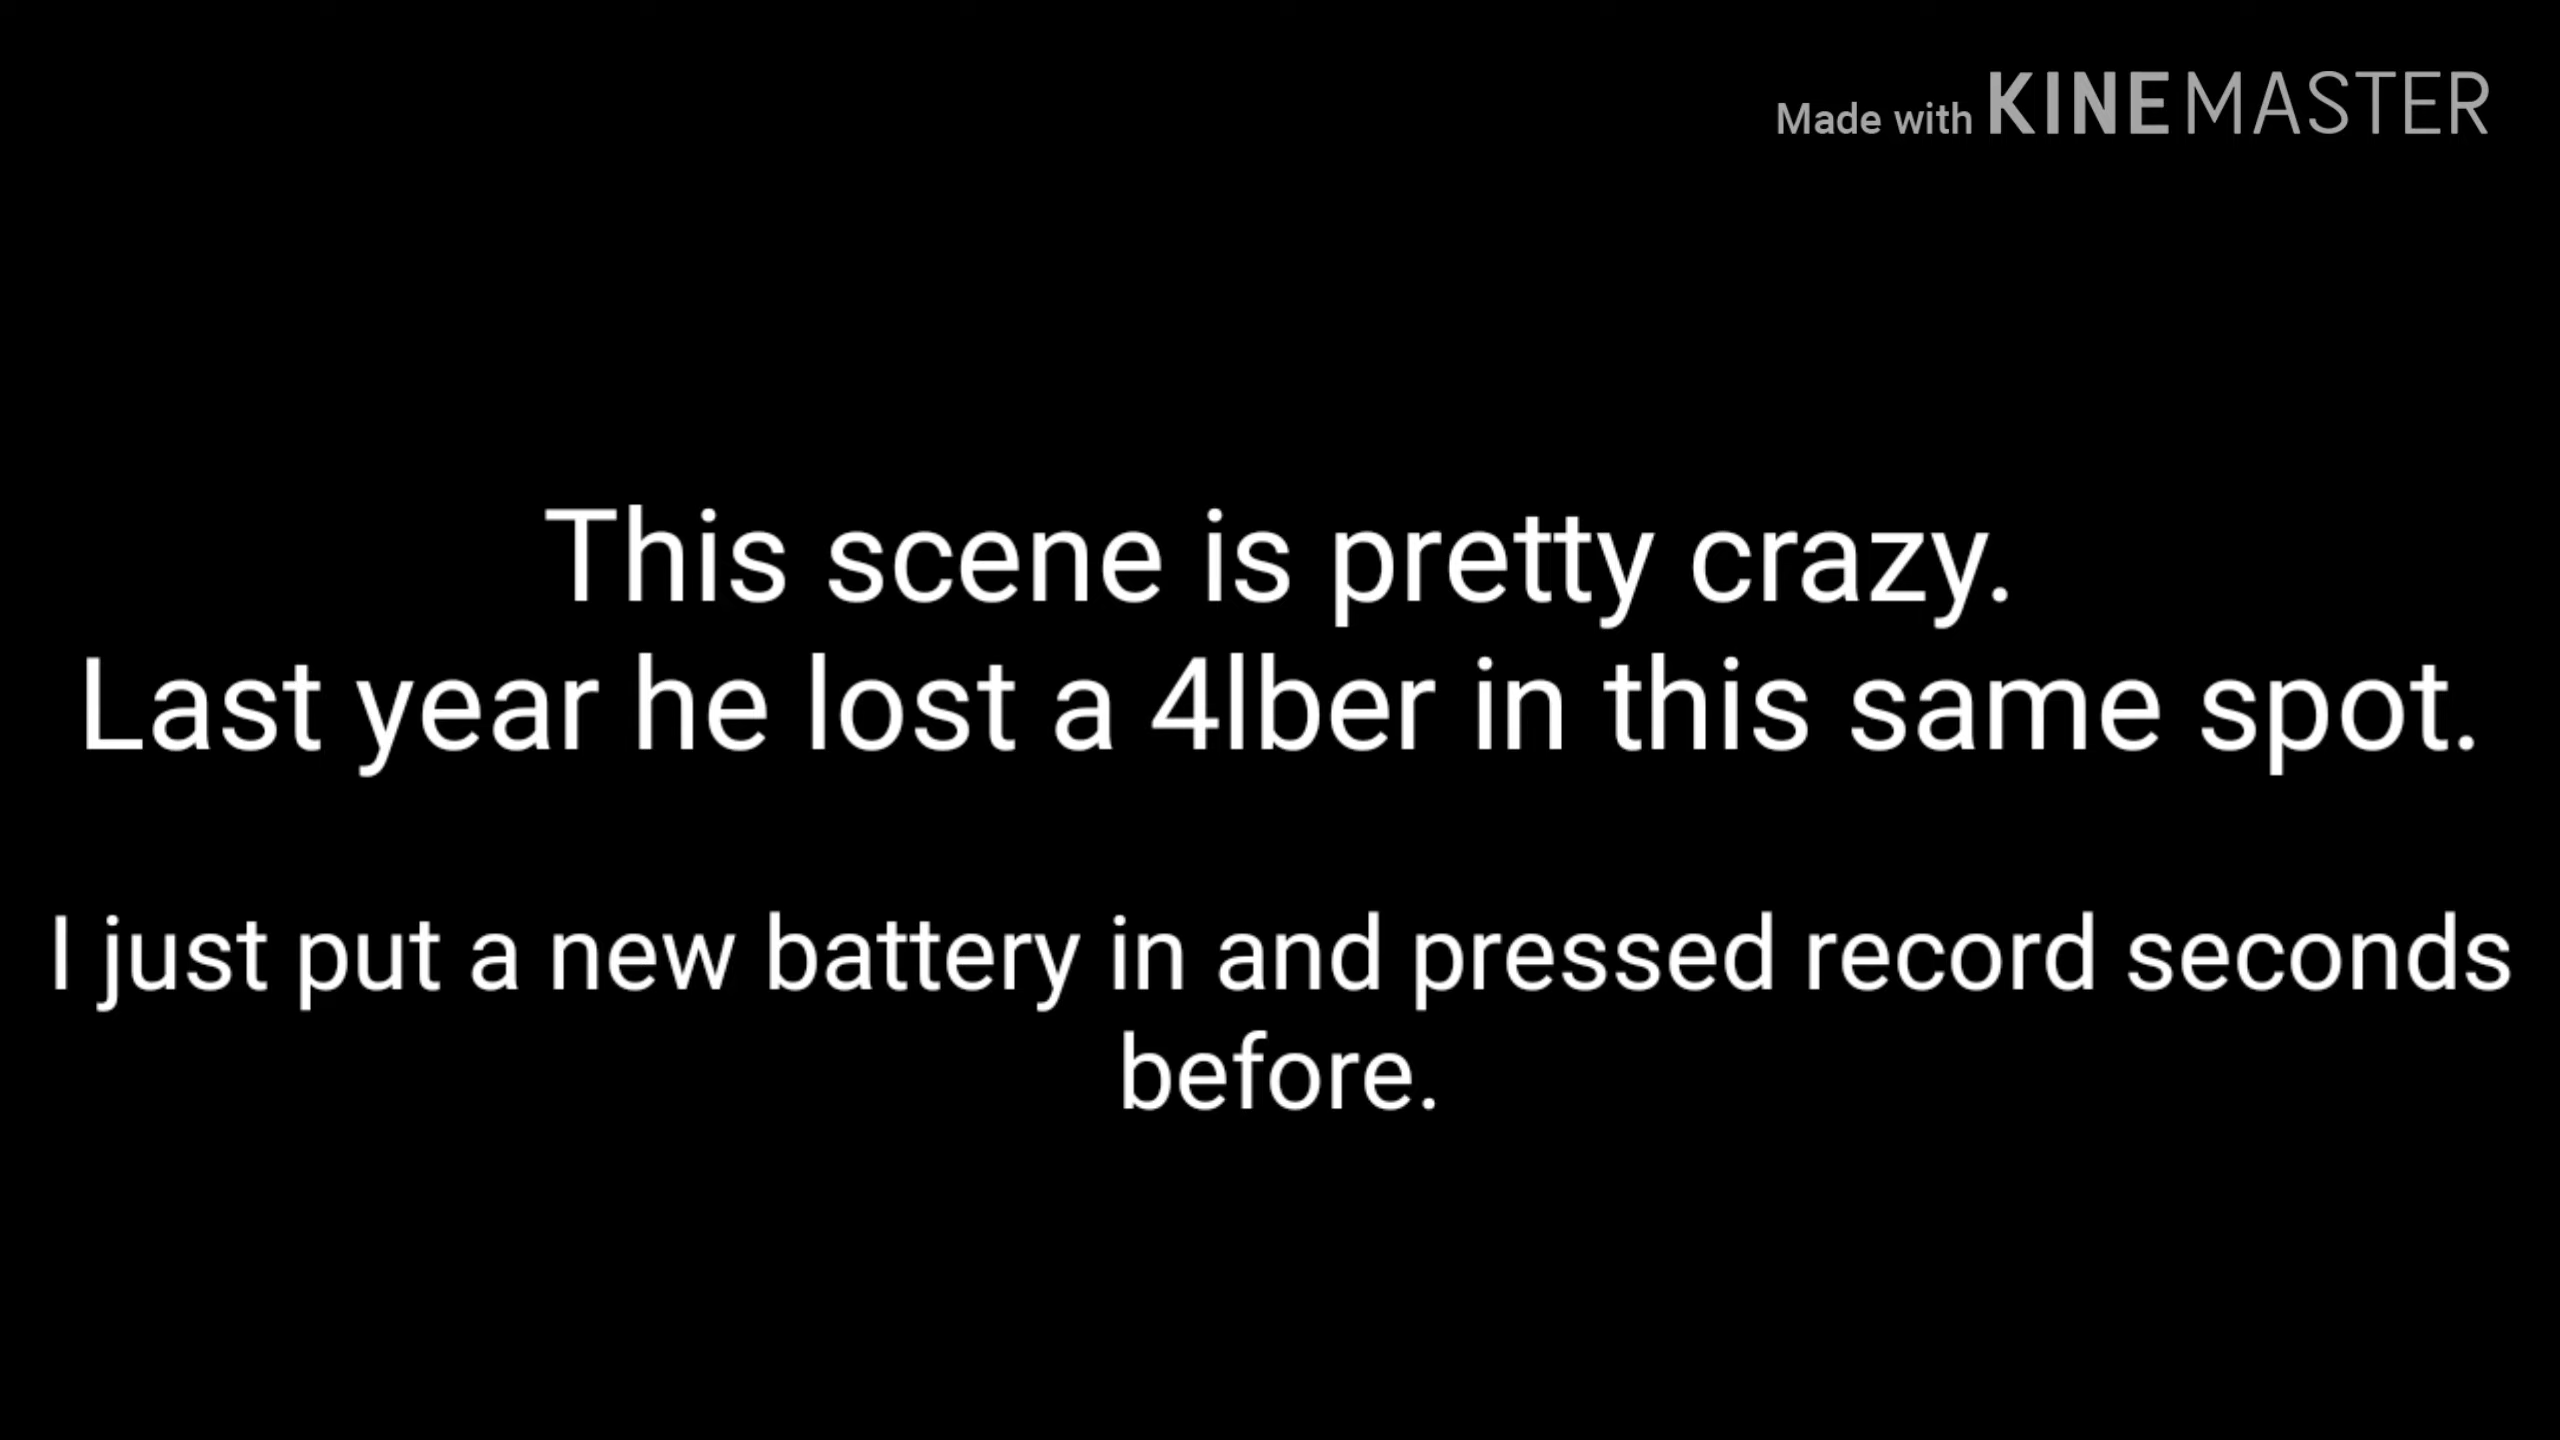 Made with KINEMASTER
This scene is pretty crazy.
Last year he lost a 4lber in this same spot.
I just put a new battery in and pressed record seconds
before.